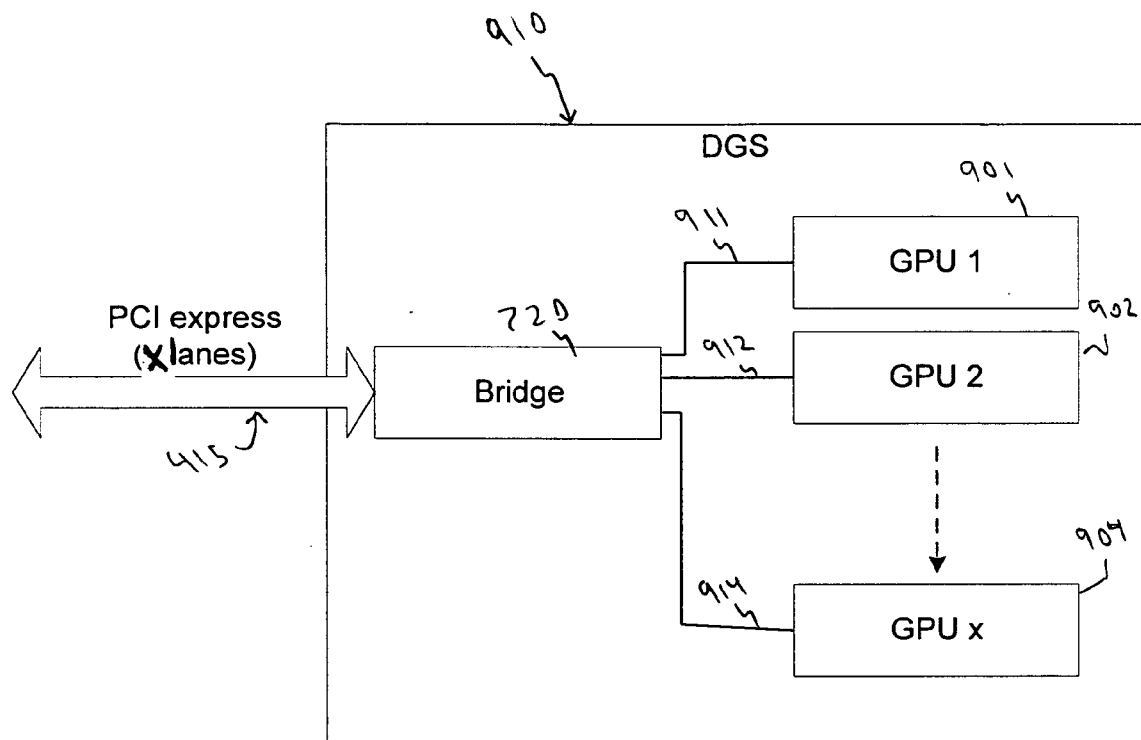 910
DGS
901
911
GPU 1
PCI express
(X lanes)
720
902
912
Bridge
GPU 2
415
904
914
GPU x